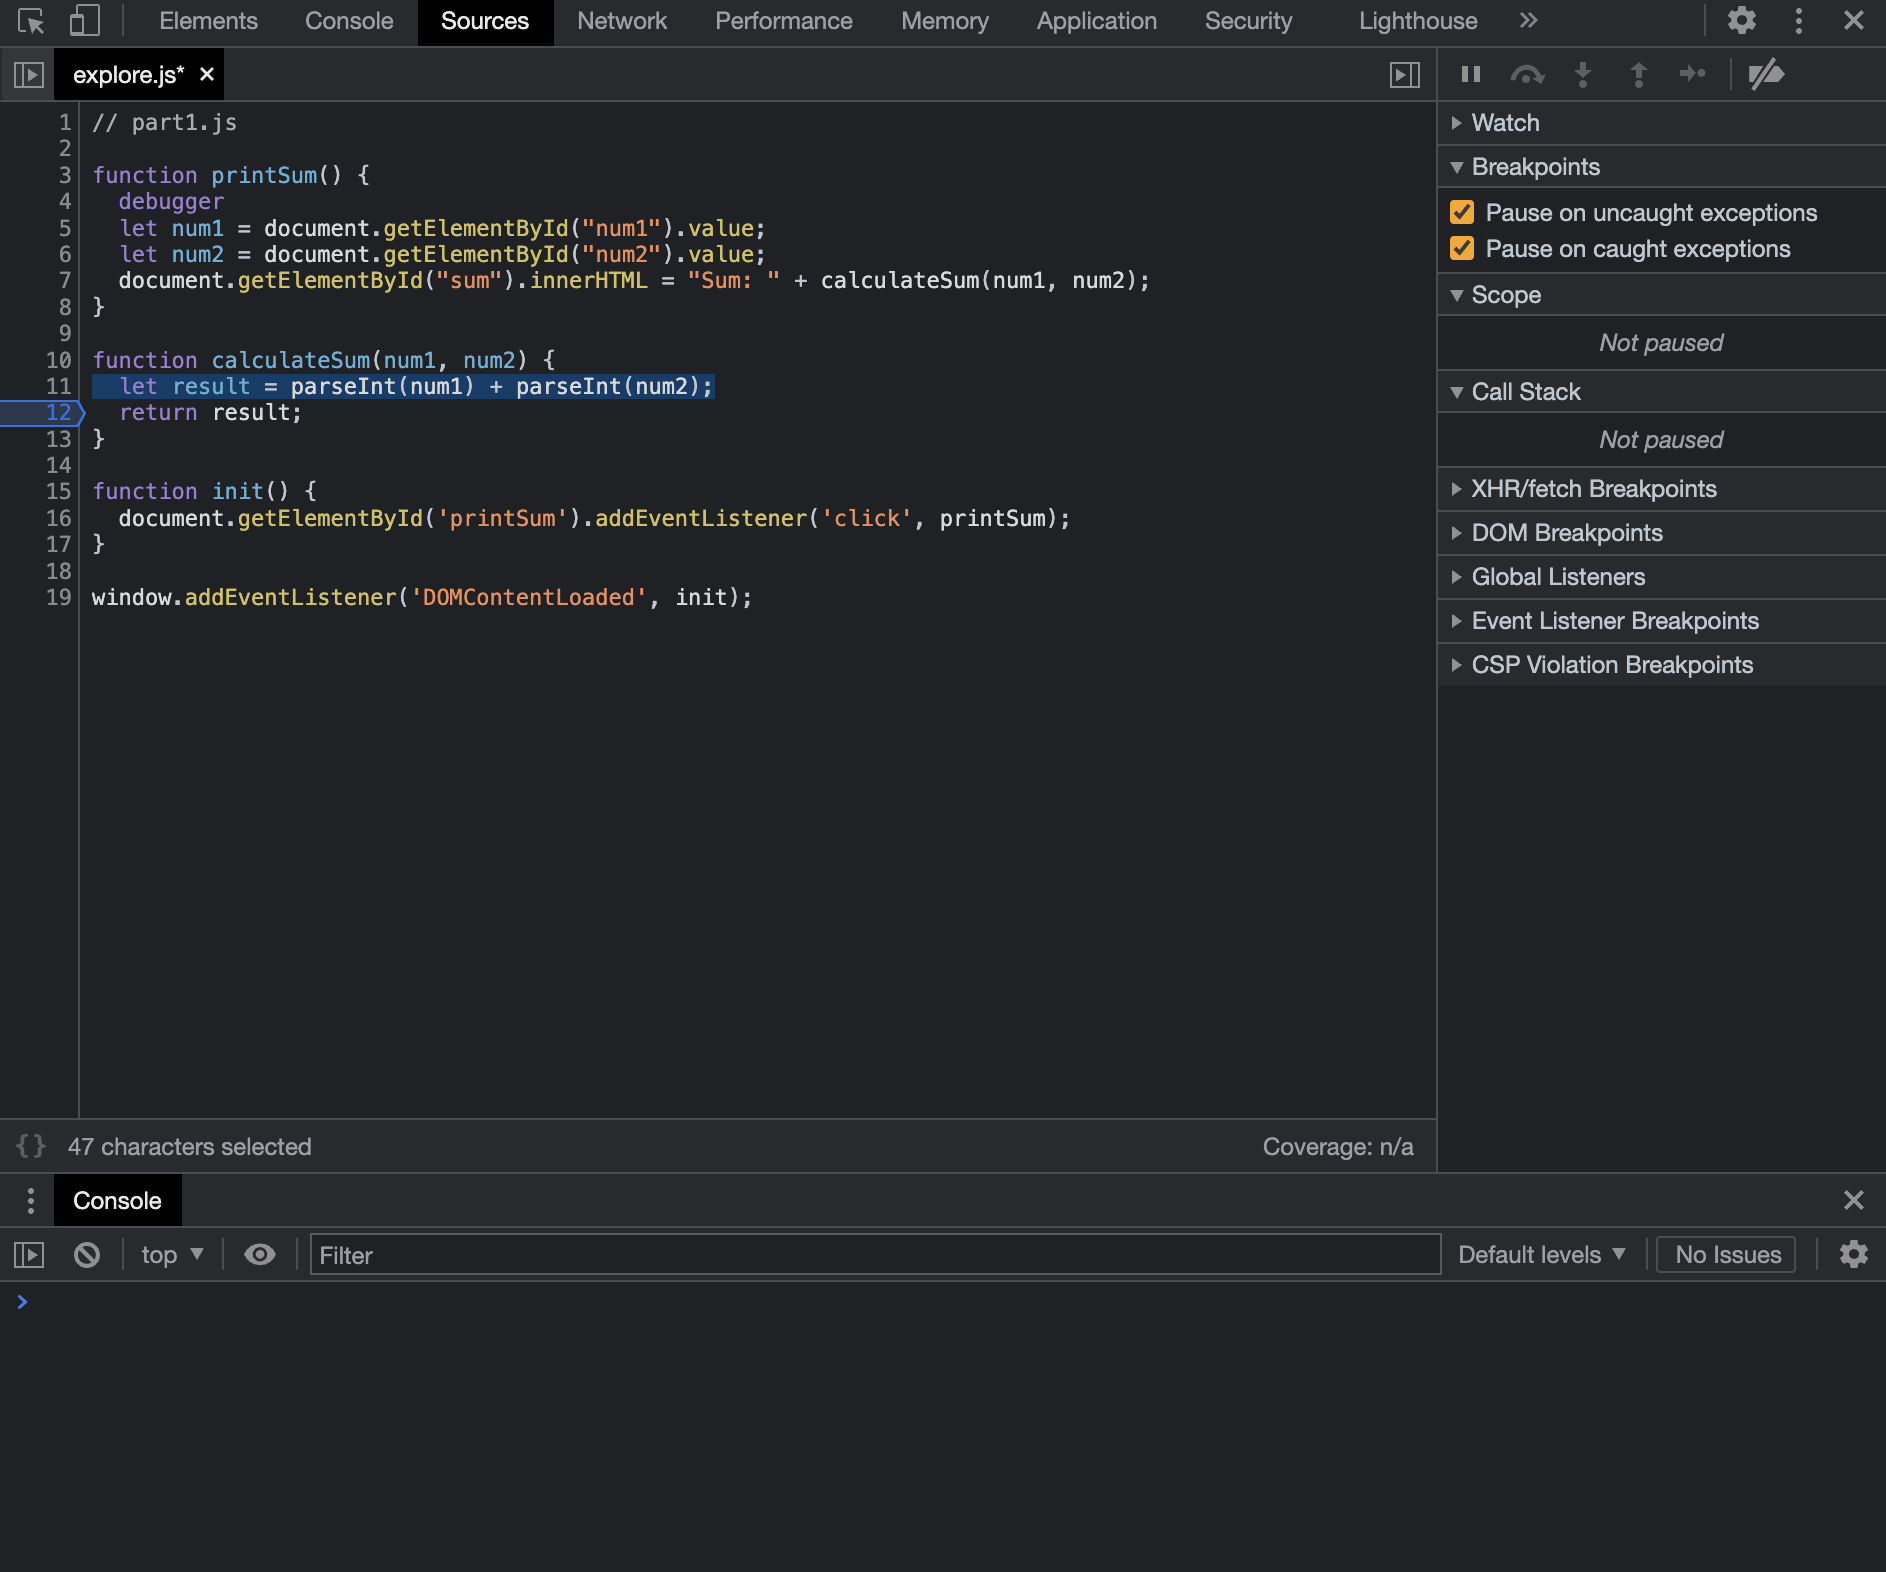 Elements Console Sources Network Performance Memory Application Security Lighthouse »
explore.js* ×
1 // part1.js
2
3 function printSum() {
4   debugger
5   let num1 = document.getElementById("num1").value;
6   let num2 = document.getElementById("num2").value;
7   document.getElementById("sum").innerHTML = "Sum: " + calculateSum(num1, num2);
8 }
9
10 function calculateSum(num1, num2) {
11   let result = parseInt(num1) + parseInt(num2);
12   return result;
13 }
14
15 function init() {
16   document.getElementById('printSum').addEventListener('click', printSum);
17 }
18
19 window.addEventListener('DOMContentLoaded', init);
Watch
Breakpoints
Pause on uncaught exceptions
Pause on caught exceptions
Scope
Not paused
Call Stack
Not paused
XHR/fetch Breakpoints
DOM Breakpoints
Global Listeners
Event Listener Breakpoints
CSP Violation Breakpoints
{} 47 characters selected Coverage: n/a
Console
top Filter Default levels No Issues